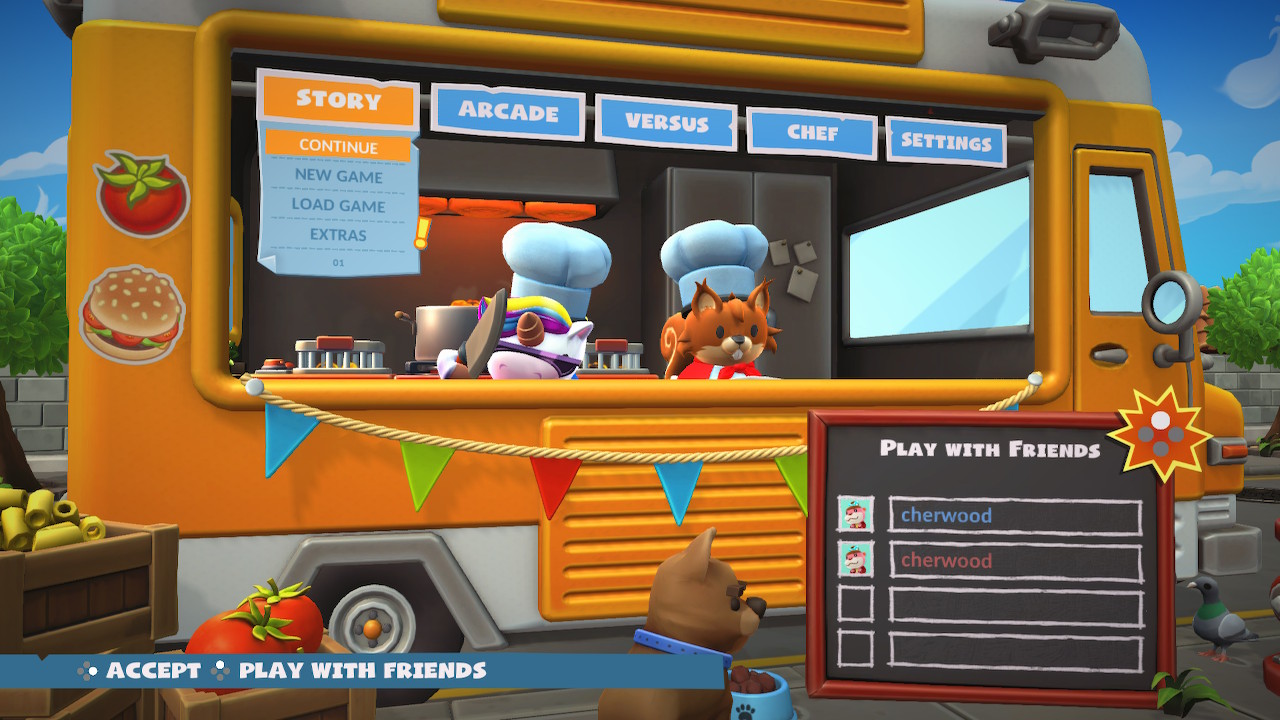 STORY
ARCADE
VERSUS
CHEF
SETTINGS
CONTINUE
NEW GAME
LOAD GAME
EXTRAS
01
!
PLAY WITH FRIENDS
cherwood
cherwood
ACCEPT PLAY WITH FRIENDS